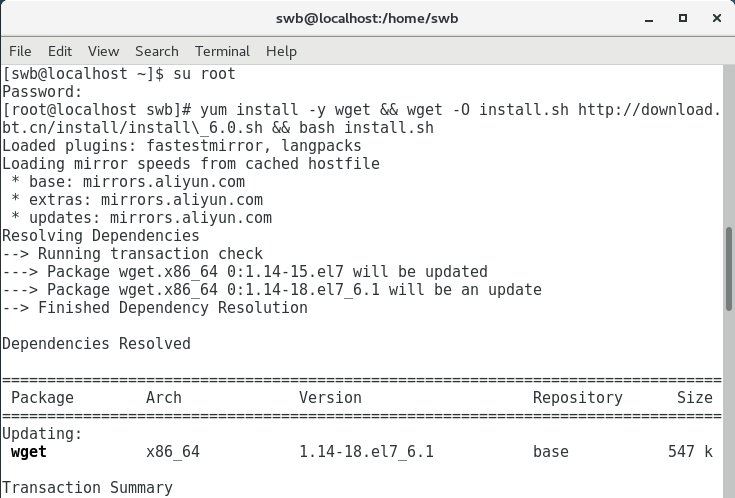 swb@localhost:/home/swb
File Edit View Search Terminal Help
[swb@localhost ~]$ su root
Password:
[root@localhost swb]# yum install -y wget && wget -O install.sh http://download.
bt.cn/install/install\_6.0.sh && bash install.sh
Loaded plugins: fastestmirror, langpacks
Loading mirror speeds from cached hostfile
 * base: mirrors.aliyun.com
 * extras: mirrors.aliyun.com
 * updates: mirrors.aliyun.com
Resolving Dependencies
--> Running transaction check
---> Package wget.x86_64 0:1.14-15.el7 will be updated
---> Package wget.x86_64 0:1.14-18.el7_6.1 will be an update
--> Finished Dependency Resolution
Dependencies Resolved
================================================================================
 Package        Arch             Version                   Repository      Size
================================================================================
Updating:
 wget           x86_64           1.14-18.el7_6.1           base           547 k
Transaction Summary